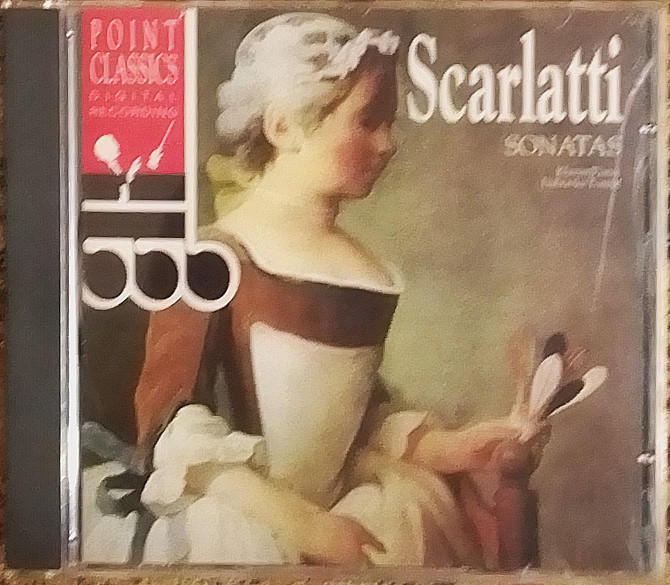 POINT
CLASSICS
DIGITAL
RECORDING
Scarlatti
SONATAS